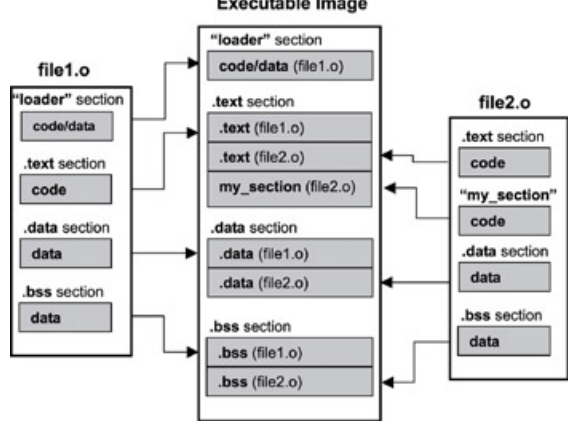 Executable Image
"loader" section
code/data (file1.o)
.text section
.text (file1.o)
.text (file2.o)
my_section (file2.o)
.data section
.data (file1.o)
.data (file2.o)
.bss section
.bss (file1.o)
.bss (file2.o)
file1.o
"loader" section
code/data
.text section
code
.data section
data
.bss section
data
file2.o
.text section
code
"my_section"
code
.data section
data
.bss section
data